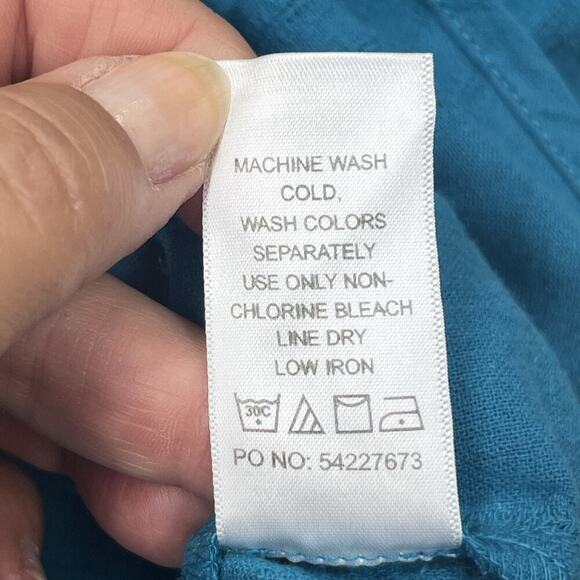 MACHINE WASH
COLD,
WASH COLORS
SEPARATELY
USE ONLY NON-
CHLORINE BLEACH
LINE DRY
LOW IRON
30C
PO NO: 54227673